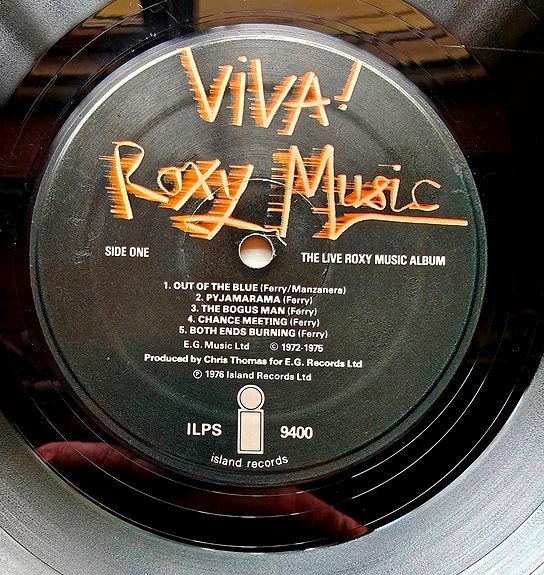 ViVA!
Roxy Music
SIDE ONE
THE LIVE ROXY MUSIC ALBUM
1. OUT OF THE BLUE (Ferry/Manzanera)
2. PYJAMARAMA (Ferry)
3. THE BOGUS MAN (Ferry)
4. CHANCE MEETING (Ferry)
5. BOTH ENDS BURNING (Ferry)
E.G. Music Ltd © 1972-1975
Produced by Chris Thomas for E.G. Records Ltd
℗ 1976 Island Records Ltd
ILPS 9400
island records